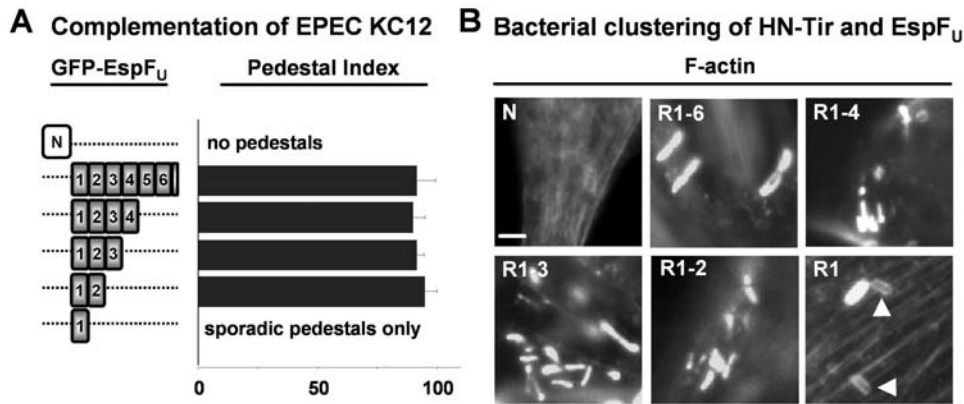 A Complementation of EPEC KC12
GFP-EspFU Pedestal Index
N no pedestals
1 2 3 4 5 6
1 2 3 4
1 2 3
1 2
1 sporadic pedestals only
0 50 100
B Bacterial clustering of HN-Tir and EspFU
F-actin
N R1-6 R1-4
R1-3 R1-2 R1